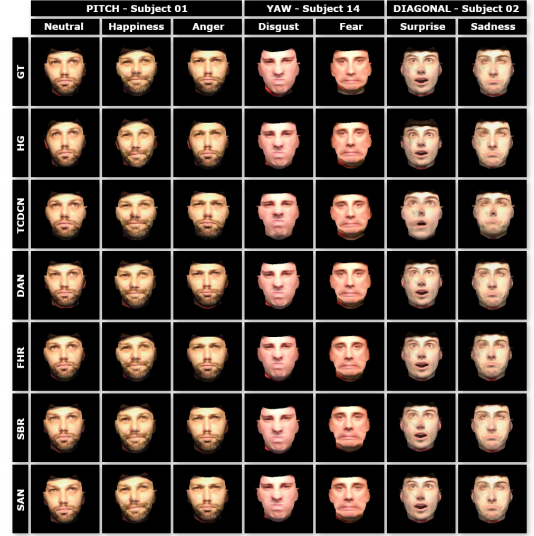 PITCH - Subject 01 YAW - Subject 14 DIAGONAL - Subject 02
Neutral Happiness Anger Disgust Fear Surprise Sadness
GT
HG
TCDCN
DAN
FHR
SBR
SAN